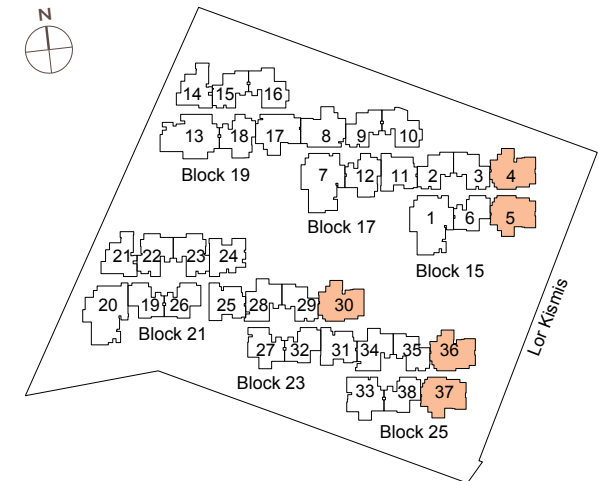 N
14 15 16
13 18 17 8 9 10
Block 19
7 12 11 2 3 4
Block 17
1 6 5
Block 15
21 22 23 24
20 19 26 25 28 29 30
Block 21
27 32 31 34 35 36
Block 23
33 38 37
Block 25
Lor Kismis